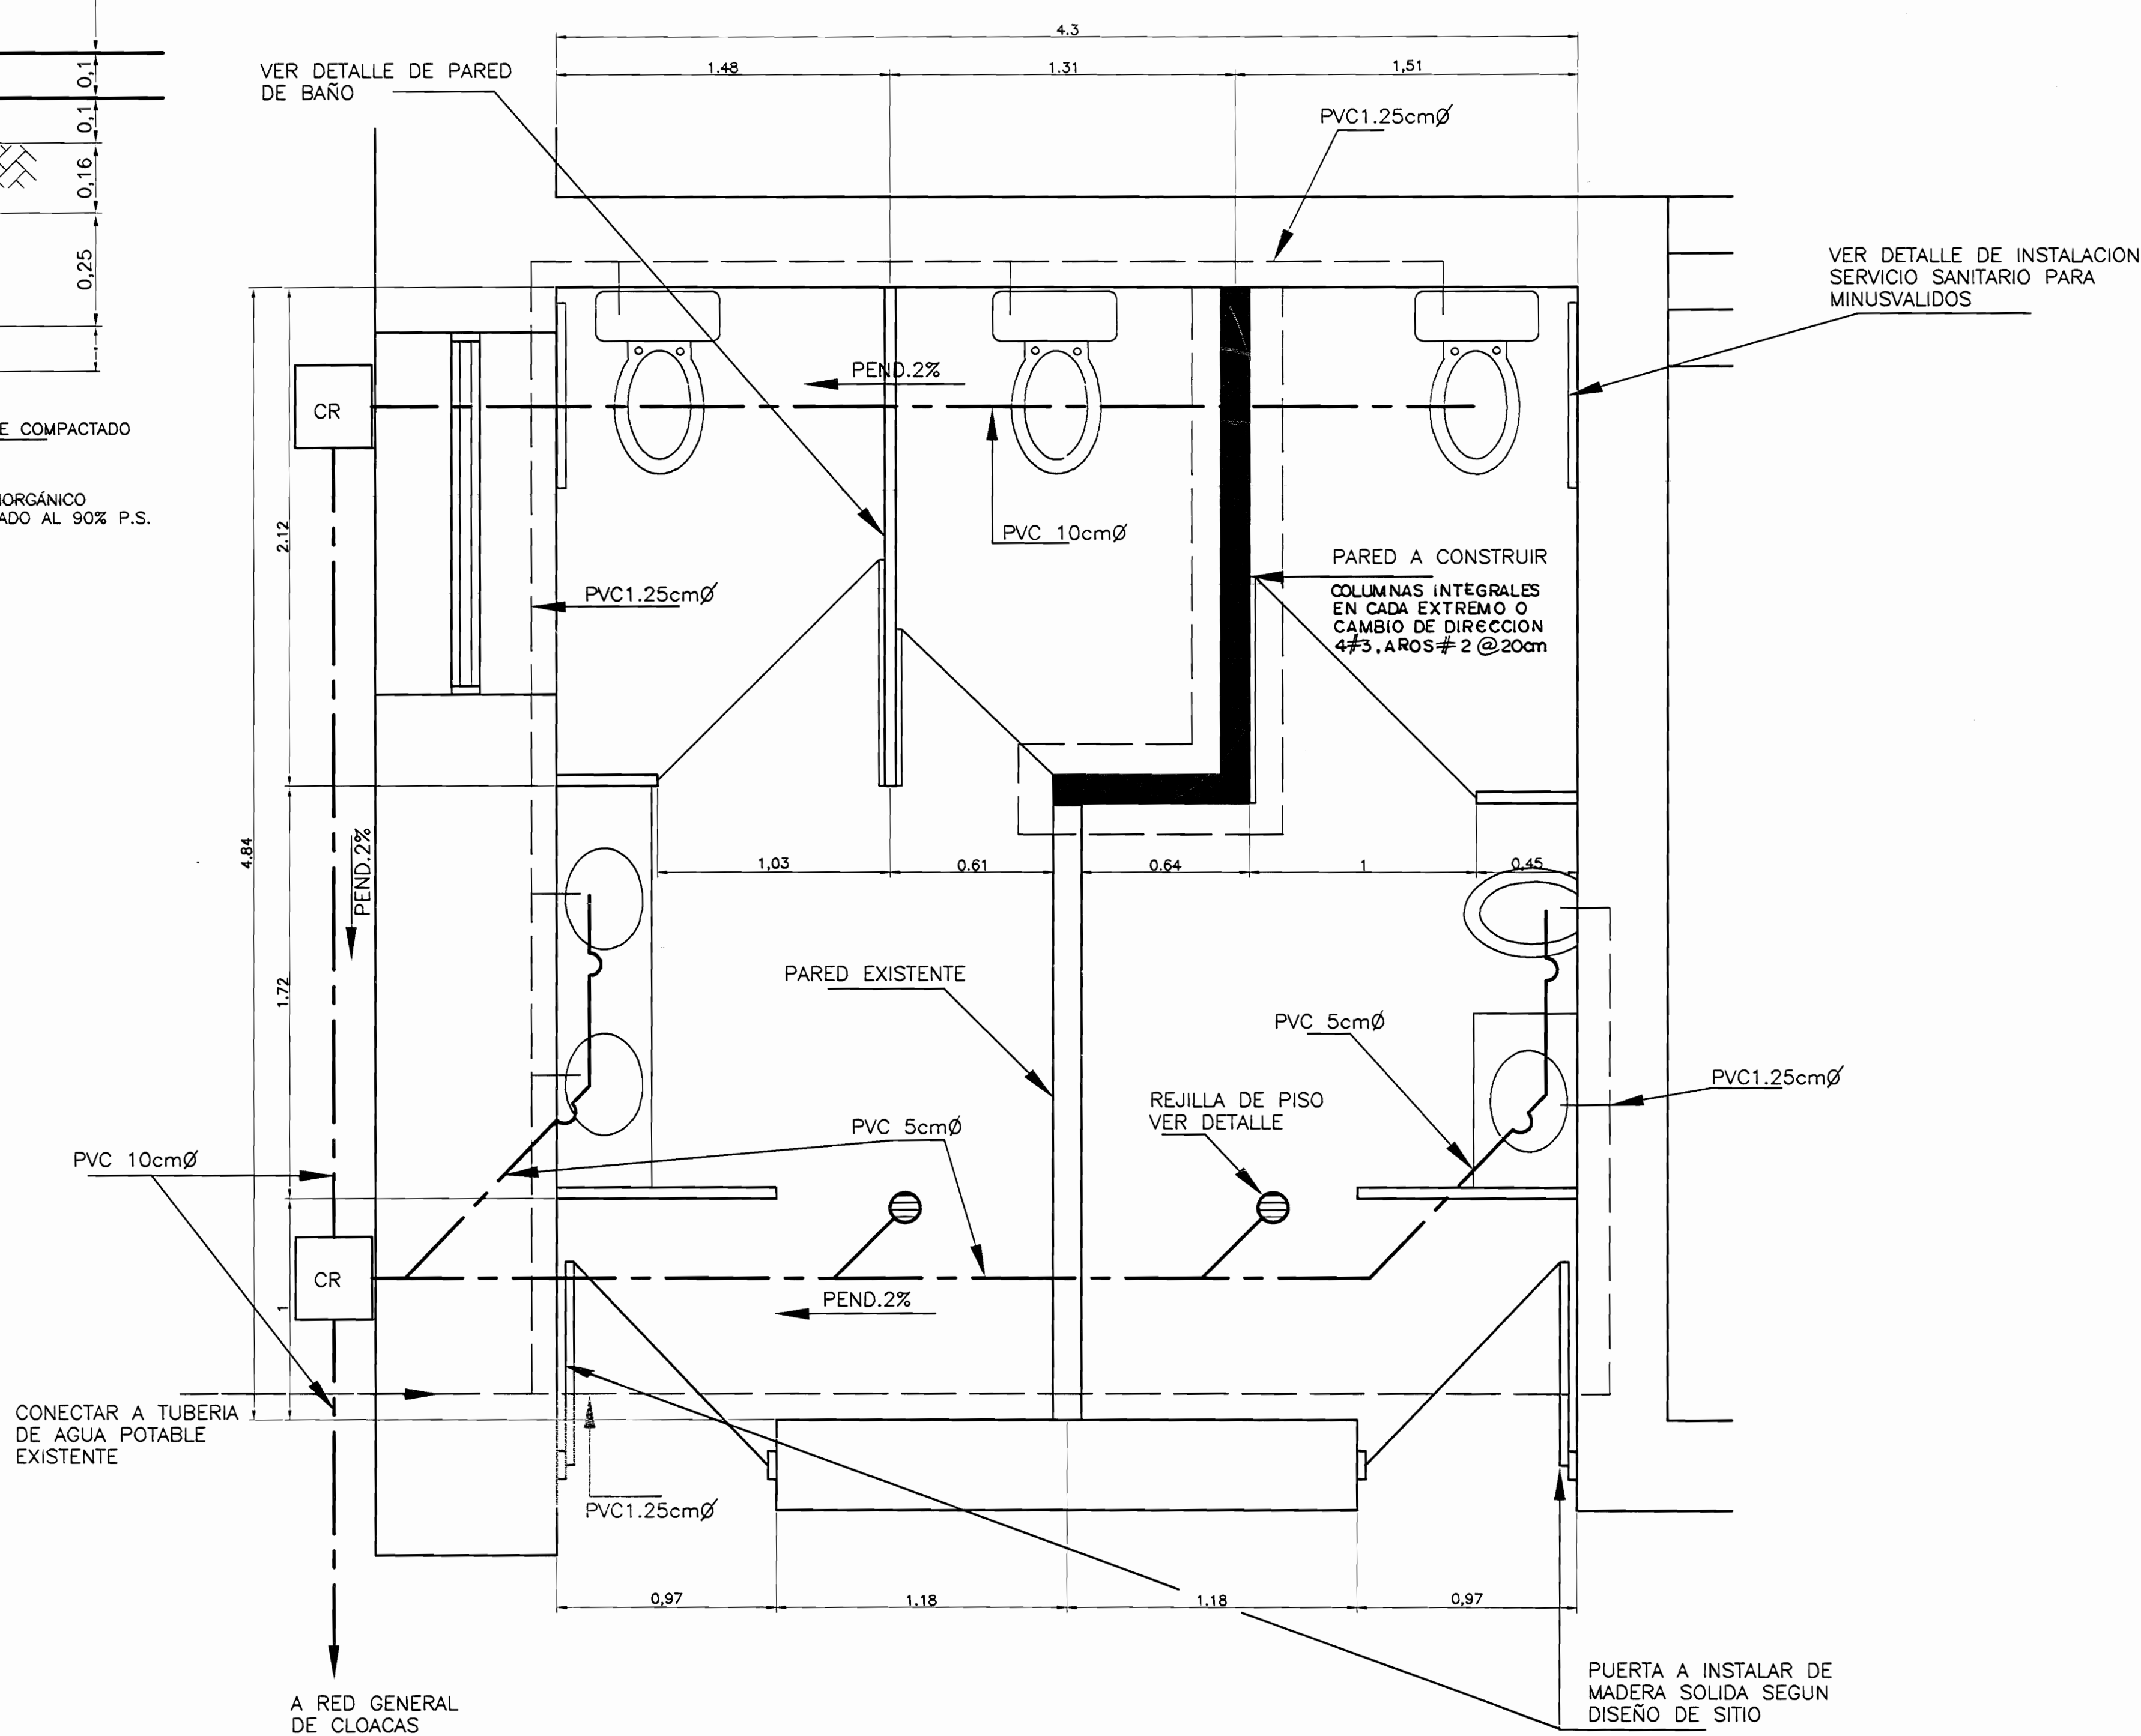 4.3
1.48
1.31
1,51
0,1
0,1
0,16
0,25
VER DETALLE DE PARED
DE BAÑO
PVC1.25cmØ
VER DETALLE DE INSTALACION
SERVICIO SANITARIO PARA
MINUSVALIDOS
E COMPACTADO
IORGÁNICO
ADO AL 90% P.S.
CR
PEND.2%
PVC 10cmØ
2.12
PVC1.25cmØ
PARED A CONSTRUIR
COLUMNAS INTEGRALES
EN CADA EXTREMO O
CAMBIO DE DIRECCION
4#3, AROS # 2 @ 20cm
4.84
PEND.2%
1,03
0.61
0.64
1
0,45
1.72
PARED EXISTENTE
PVC 5cmØ
PVC1.25cmØ
REJILLA DE PISO
VER DETALLE
PVC 5cmØ
PVC 10cmØ
CR
1
PEND.2%
CONECTAR A TUBERIA
DE AGUA POTABLE
EXISTENTE
PVC1.25cmØ
0,97
1.18
1.18
0,97
A RED GENERAL
DE CLOACAS
PUERTA A INSTALAR DE
MADERA SOLIDA SEGUN
DISEÑO DE SITIO